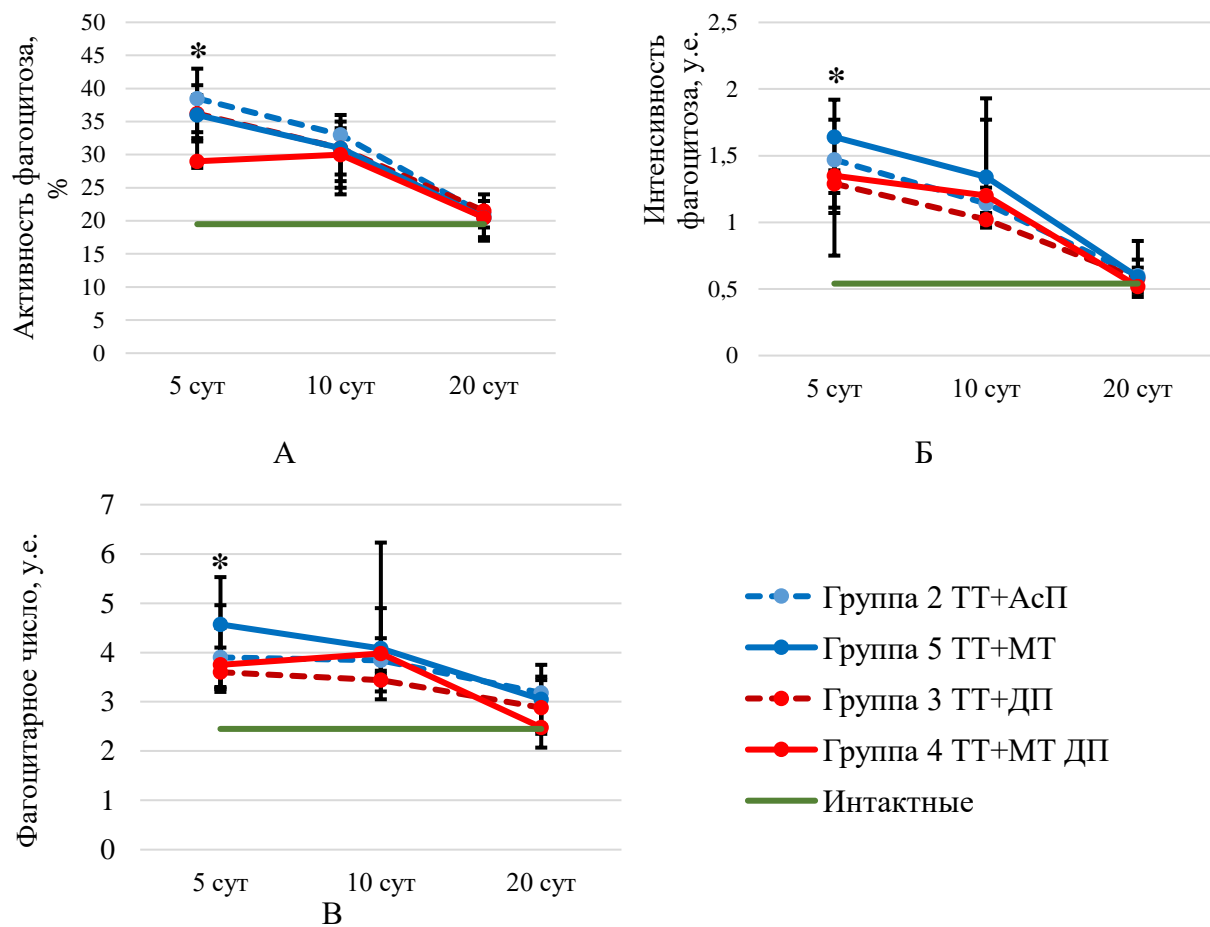 Активность фагоцитоза,
%
50
45
40
35
30
25
20
15
10
5
0
*
5 сут
10 сут
20 сут
А
Интенсивность
фагоцитоза, у.е.
2,5
2
1,5
1
0,5
0
*
5 сут
10 сут
20 сут
Б
Фагоцитарное число, у.е.
7
6
5
4
3
2
1
0
*
5 сут
10 сут
20 сут
В
Группа 2 ТТ+АсП
Группа 5 ТТ+МТ
Группа 3 ТТ+ДП
Группа 4 ТТ+МТ ДП
Интактные